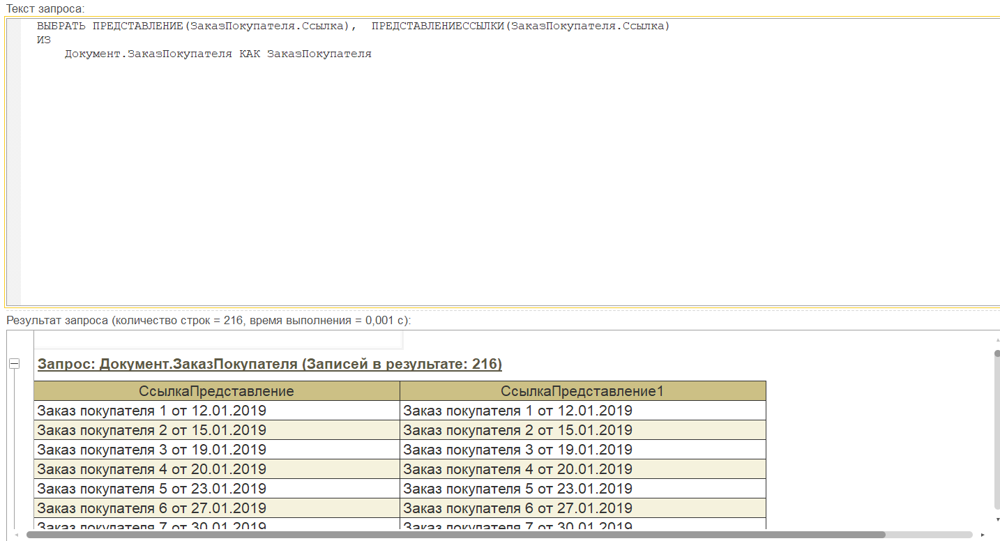 Текст запроса:
ВЫБРАТЬ ПРЕДСТАВЛЕНИЕ(ЗаказПокупателя.Ссылка),  ПРЕДСТАВЛЕНИЕССЫЛКИ(ЗаказПокупателя.Ссылка)
ИЗ
Документ.ЗаказПокупателя КАК ЗаказПокупателя
Результат запроса (количество строк = 216, время выполнения = 0,001 с):
Запрос: Документ.ЗаказПокупателя (Записей в результате: 216)
СсылкаПредставление СсылкаПредставление1
Заказ покупателя 1 от 12.01.2019 Заказ покупателя 1 от 12.01.2019
Заказ покупателя 2 от 15.01.2019 Заказ покупателя 2 от 15.01.2019
Заказ покупателя 3 от 19.01.2019 Заказ покупателя 3 от 19.01.2019
Заказ покупателя 4 от 20.01.2019 Заказ покупателя 4 от 20.01.2019
Заказ покупателя 5 от 23.01.2019 Заказ покупателя 5 от 23.01.2019
Заказ покупателя 6 от 27.01.2019 Заказ покупателя 6 от 27.01.2019
Заказ покупателя 7 от 30.01.2019 Заказ покупателя 7 от 30.01.2019